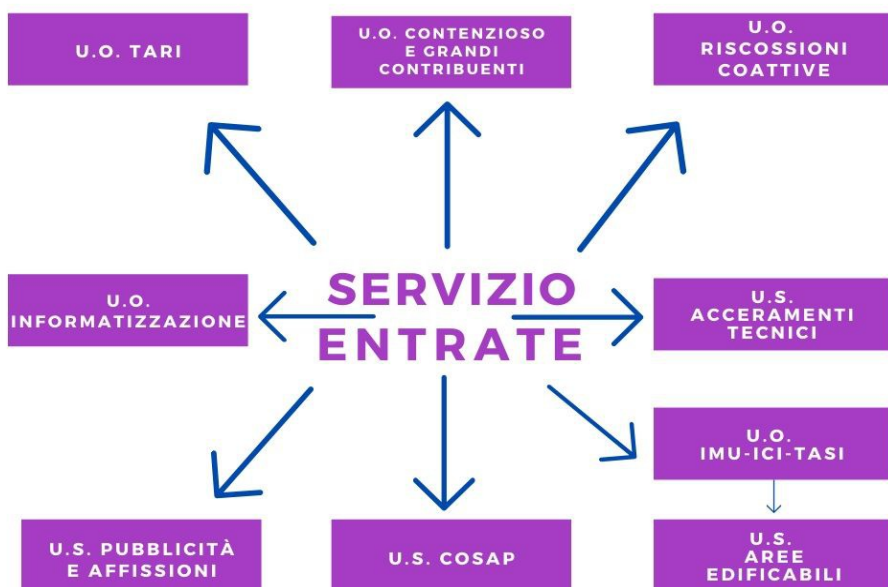 U.O. TARI
U.O. CONTENZIOSO
E GRANDI
CONTRIBUENTI
U.O.
RISCOSSIONI
COATTIVE
U.O.
INFORMATIZZAZIONE
SERVIZIO
ENTRATE
U.S.
ACCERAMENTI
TECNICI
U.O.
IMU-ICI-TASI
U.S. PUBBLICITÀ
E AFFISSIONI
U.S. COSAP
U.S.
AREE
EDIFICABILI